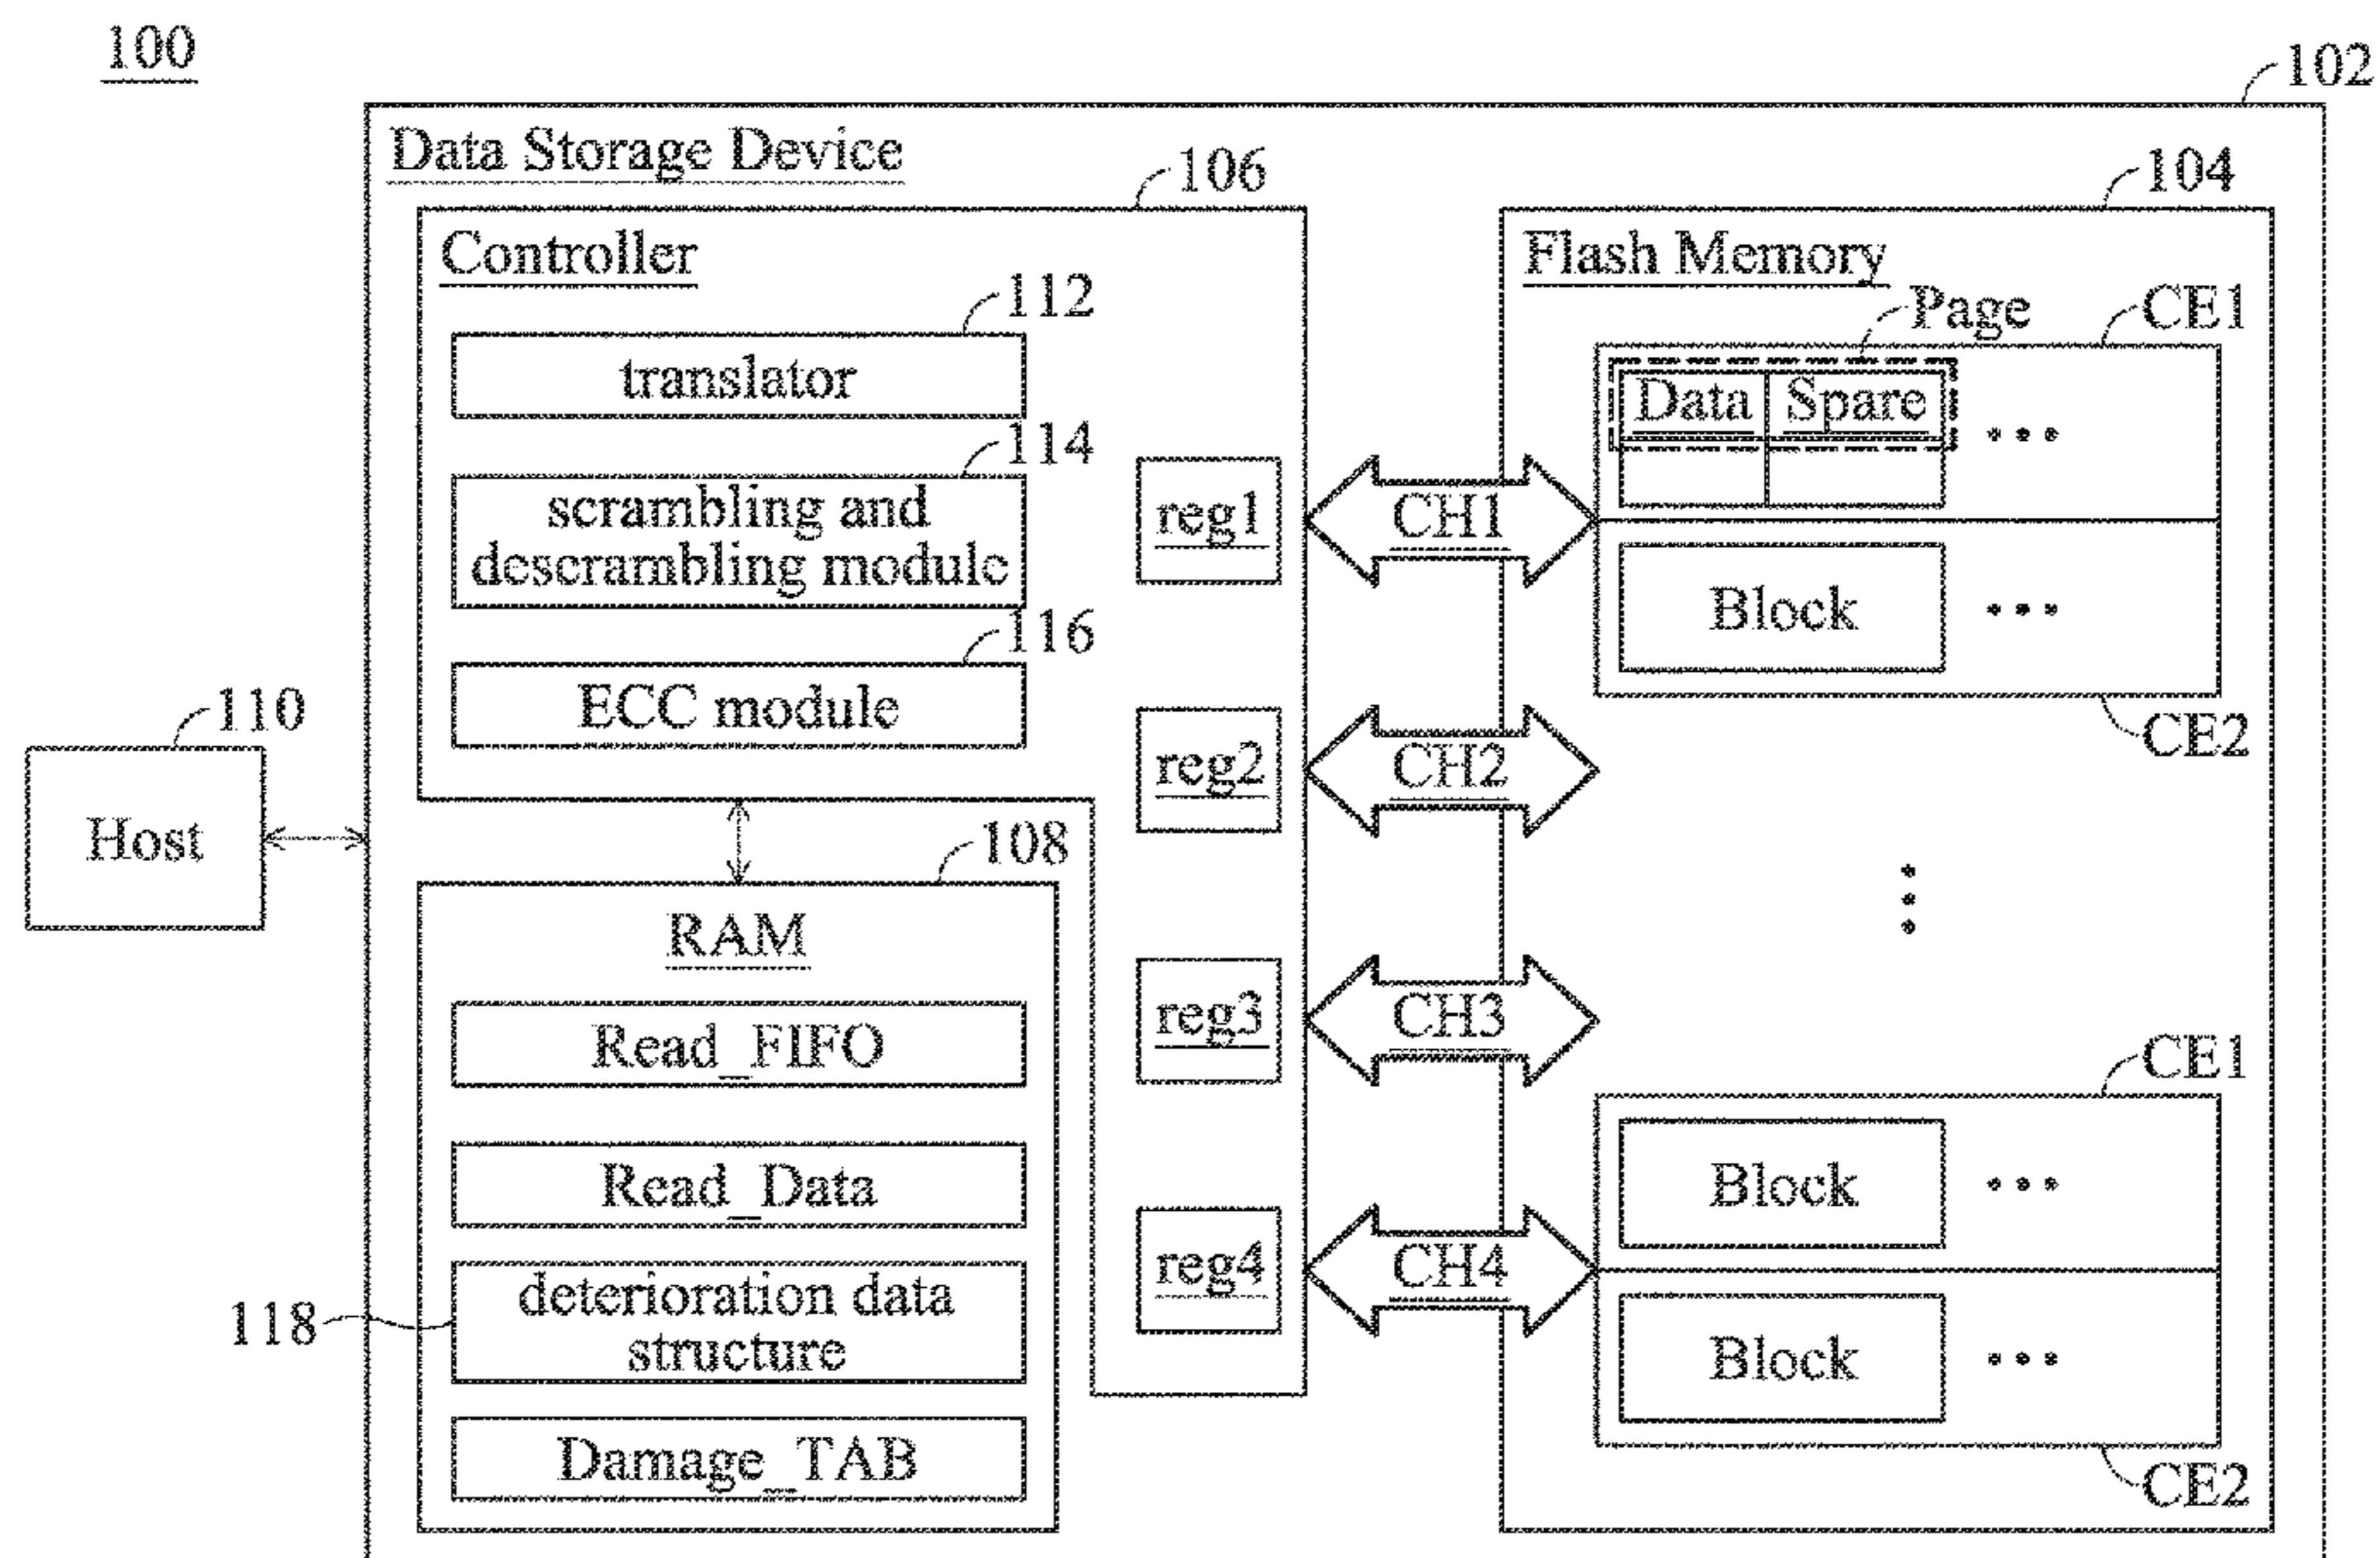 100
102
Data Storage Device
106
104
Controller
Flash Memory
112
Page
CE1
translator
Data
Spare
114
scrambling and
descrambling module
reg1
CH1
Block
116
ECC module
110
reg2
CH2
CE2
Host
108
RAM
reg3
CH3
Read_FIFO
CE1
Read_Data
Block
reg4
CH4
118
deterioration data
structure
Block
Damage_TAB
CE2